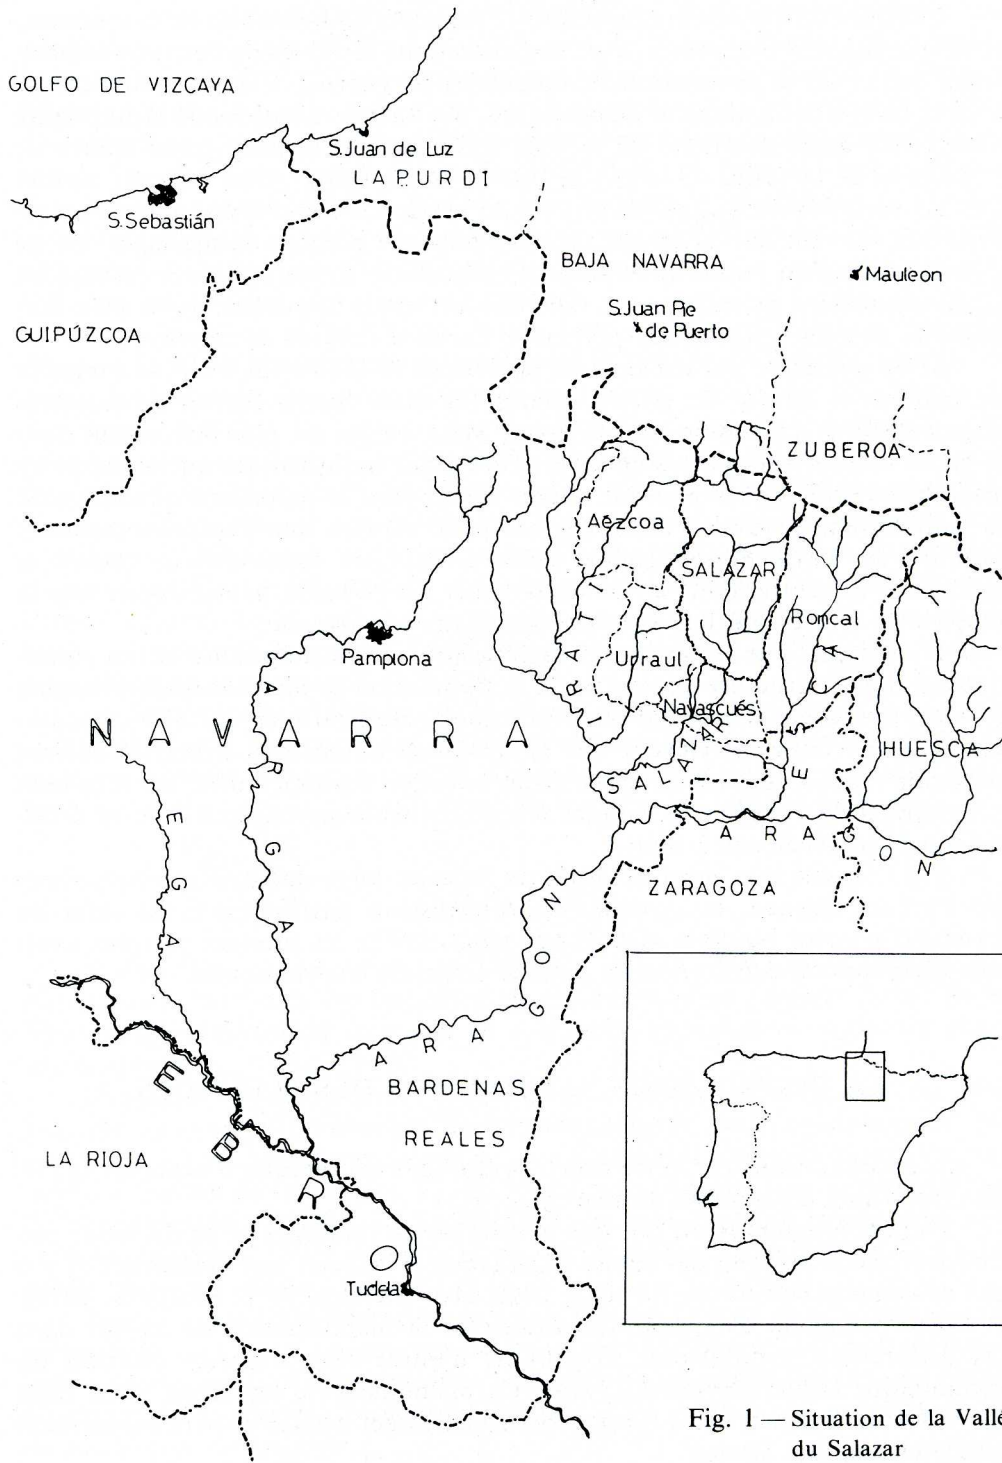 GOLFO DE VIZCAYA
S.Juan de Luz
LAPURDI
S.Sebastián
BAJA NAVARRA
Mauleon
S.Juan Pie
de Puerto
GUIPÚZCOA
ZUBEROA
Aézcoa
SALAZAR
Roncal
IRATI
Urraul
Pamplona
Navascués
NAVARRA
ARGA
SALAZAR
ESCA
HUESCA
EGA
ARAGON
ZARAGOZA
ARAGON
BARDENAS
REALES
EBRO
LA RIOJA
Tudela
Fig. 1 — Situation de la Vallé
du Salazar